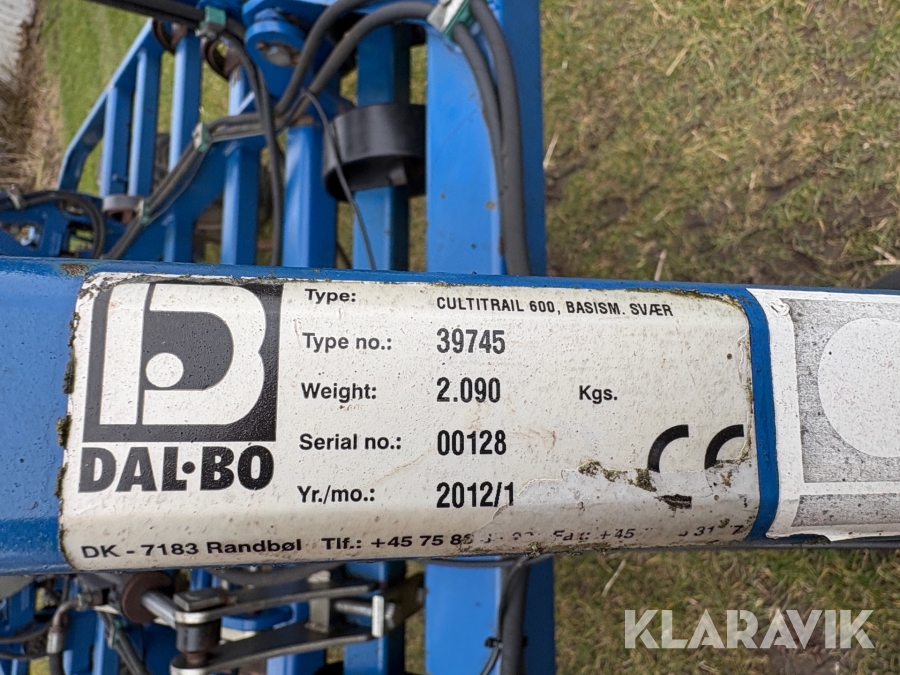 Type: CULTITRAIL 600, BASISM. SVÆR
Type no.: 39745
Weight: 2.090 Kgs.
Serial no.: 00128
Yr./mo.: 2012/1
CE
DAL·BO
DK - 7183 Randbøl Tlf.: +45 75 8
KLARAVIK